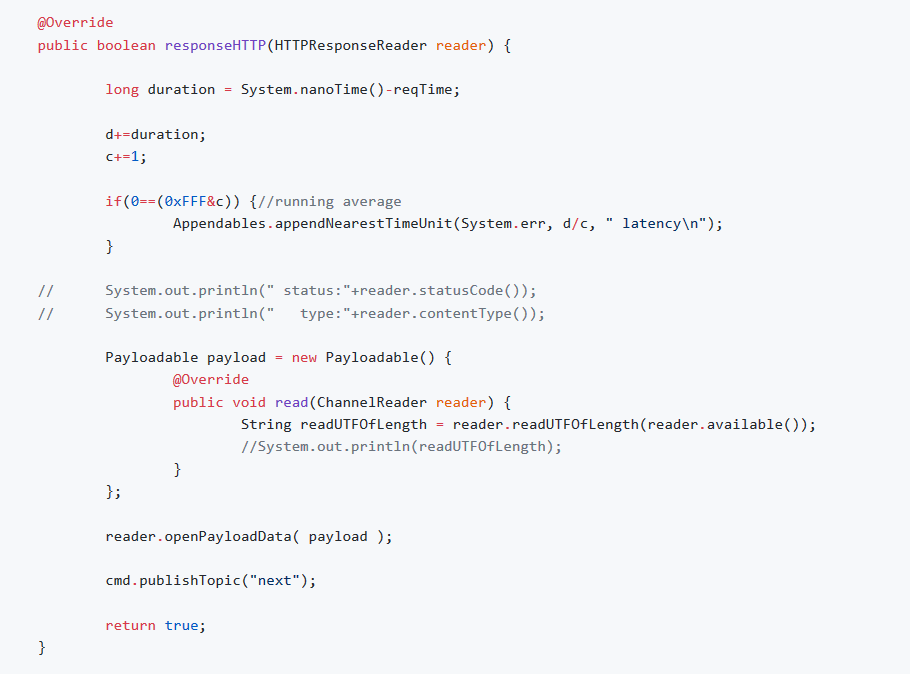 @Override
public boolean responseHTTP(HTTPResponseReader reader) {
long duration = System.nanoTime()-reqTime;
d+=duration;
c+=1;
if(0==(0xFFF&c)) {//running average
Appendables.appendNearestTimeUnit(System.err, d/c, " latency\n");
}
// System.out.println(" status:"+reader.statusCode());
// System.out.println("   type:"+reader.contentType());
Payloadable payload = new Payloadable() {
@Override
public void read(ChannelReader reader) {
String readUTFOfLength = reader.readUTFOfLength(reader.available());
//System.out.println(readUTFOfLength);
}
};
reader.openPayloadData( payload );
cmd.publishTopic("next");
return true;
}